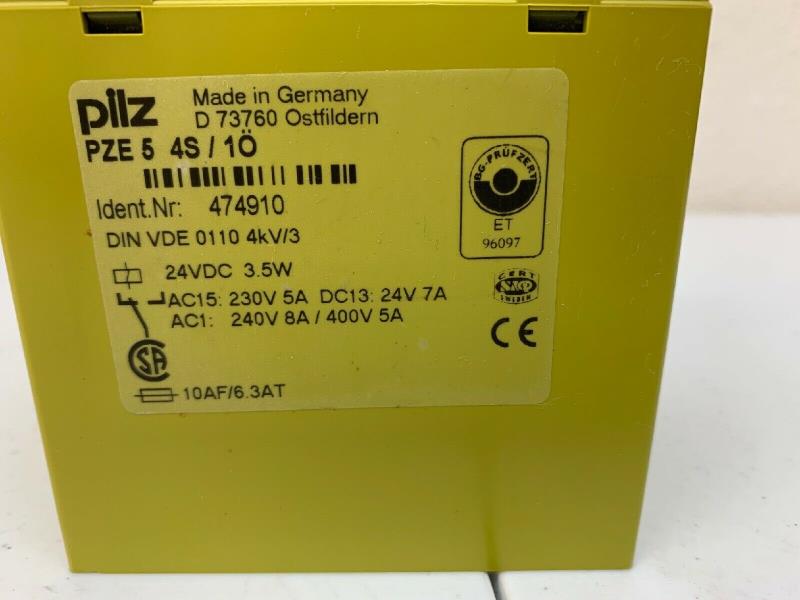 pilz
Made in Germany
D 73760 Ostfildern
PZE 5 4S / 1Ö
Ident.Nr: 474910
DIN VDE 0110 4kV/3
24VDC 3.5W
AC15: 230V 5A DC13: 24V 7A
AC1: 240V 8A / 400V 5A
SA
10AF/6.3AT
BG-PRÜFZERT
ET
96097
CERT
SWEDEN
CE